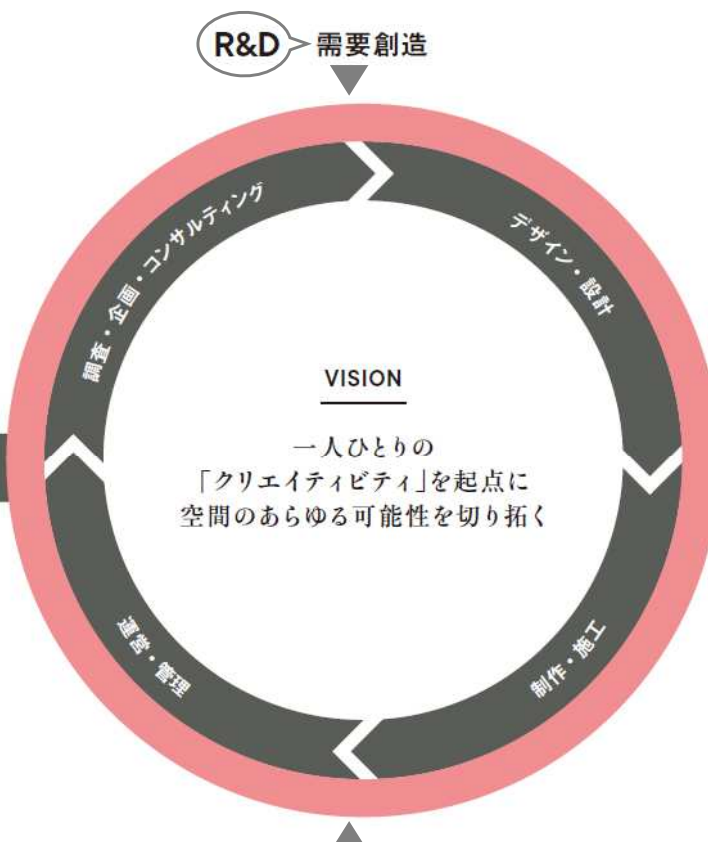 R&D 需要創造
調査・企画・コンサルティング
デザイン・設計
VISION
一人ひとりの
「クリエイティビティ」を起点に
空間のあらゆる可能性を切り拓く
運営・管理
制作・施工